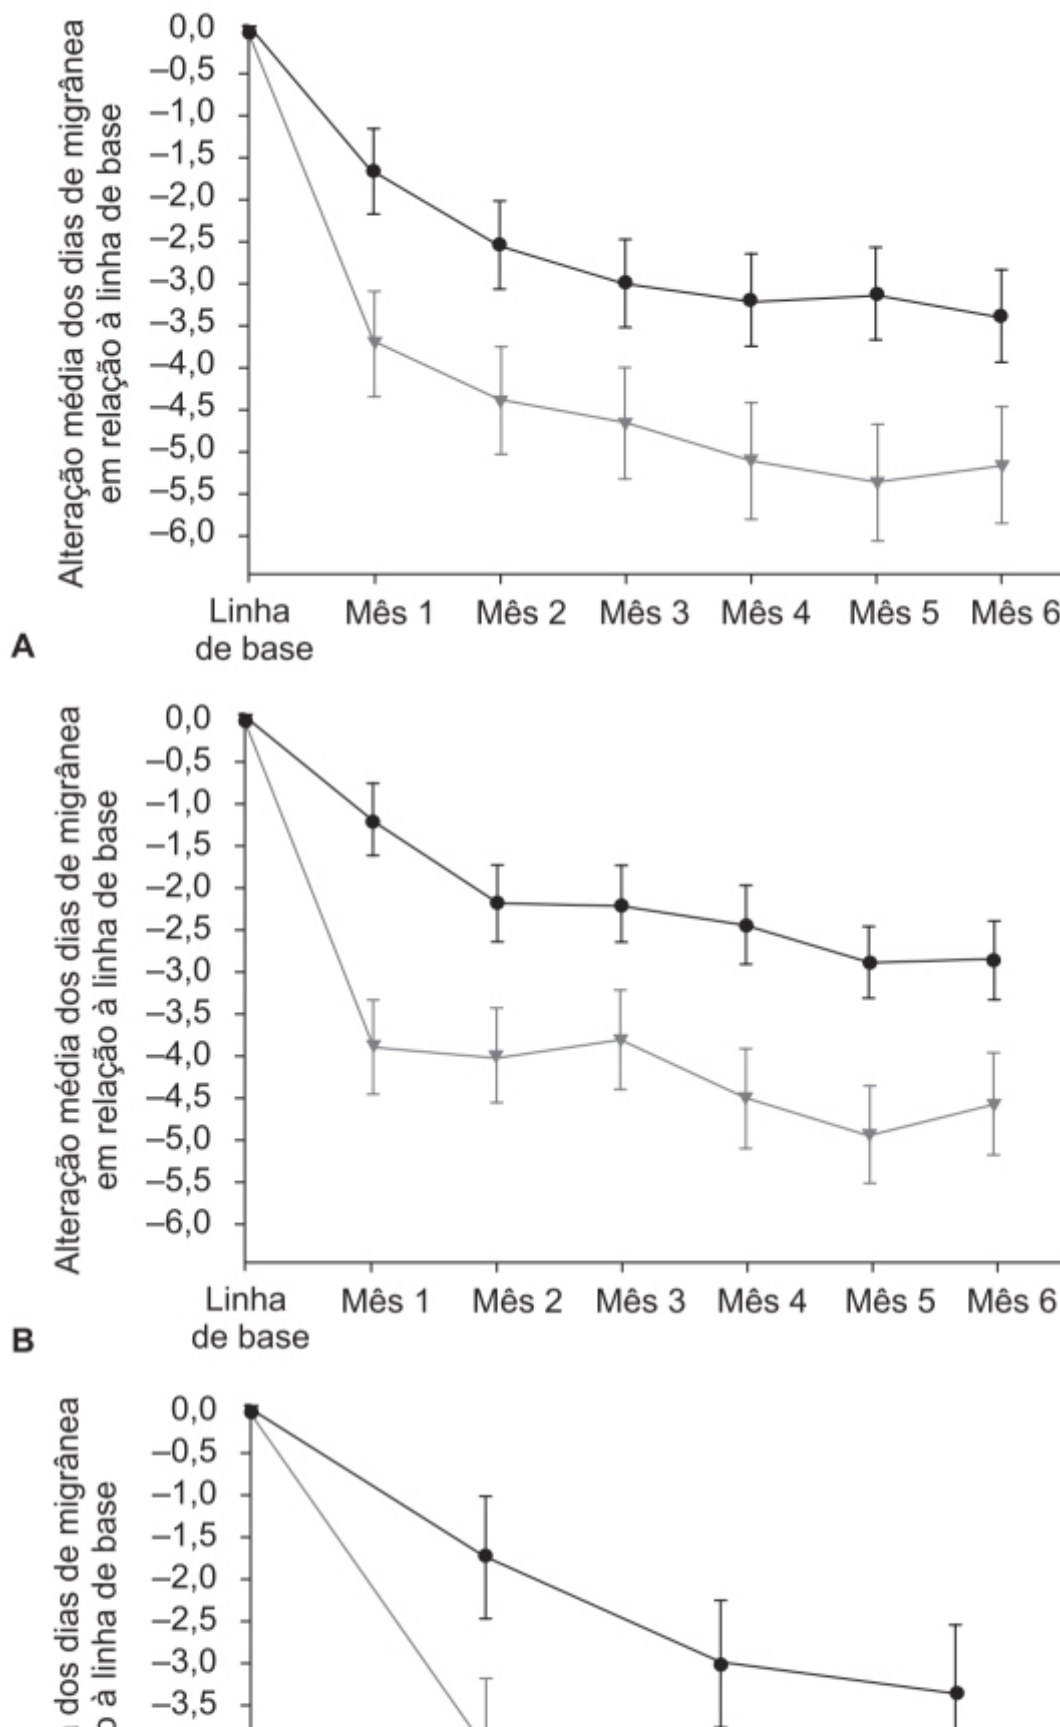 Alteração média dos dias de migrânea
em relação à linha de base
0,0
–0,5
–1,0
–1,5
–2,0
–2,5
–3,0
–3,5
–4,0
–4,5
–5,0
–5,5
–6,0
Linha
de base
Mês 1 Mês 2 Mês 3 Mês 4 Mês 5 Mês 6
A
Alteração média dos dias de migrânea
em relação à linha de base
0,0
–0,5
–1,0
–1,5
–2,0
–2,5
–3,0
–3,5
–4,0
–4,5
–5,0
–5,5
–6,0
Linha
de base
Mês 1 Mês 2 Mês 3 Mês 4 Mês 5 Mês 6
B
dos dias de migrânea
à linha de base
0,0
–0,5
–1,0
–1,5
–2,0
–2,5
–3,0
–3,5